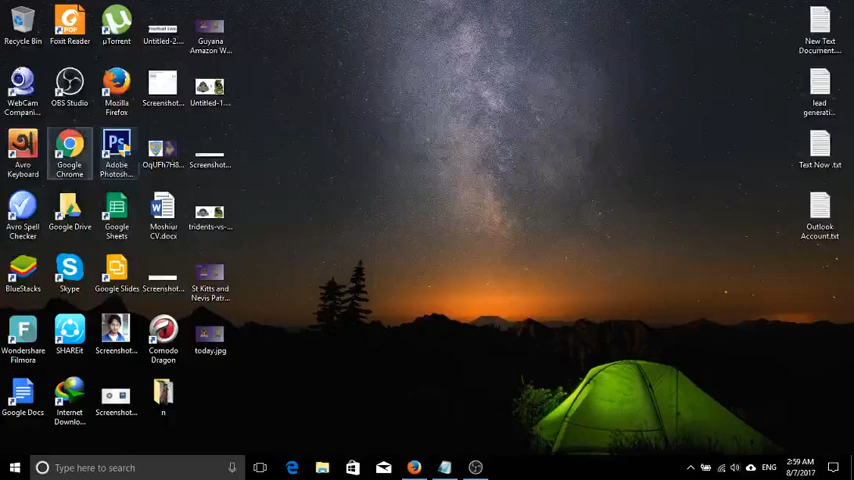 Recycle Bin
Foxit Reader
µTorrent
Untitled-2....
Guyana
Amazon W...
WebCam
Compani...
OBS Studio
Mozilla
Firefox
Screenshot...
Untitled-1...
Avro
Keyboard
Google
Chrome
Adobe
Photosh...
OqUFh7H8...
Screenshot...
Avro Spell
Checker
Google Drive
Google
Sheets
Moshiur
CV.docx
tridents-vs-...
BlueStacks
Skype
Google Slides
Screenshot...
St Kitts and
Nevis Patr...
Wondershare
Filmora
SHAREit
Screenshot...
Comodo
Dragon
today.jpg
Google Docs
Internet
Downlo...
Screenshot...
n
New Text
Document....
lead
generati...
Text Now .txt
Outlook
Account.txt
Type here to search
ENG
2:59 AM
8/7/2017